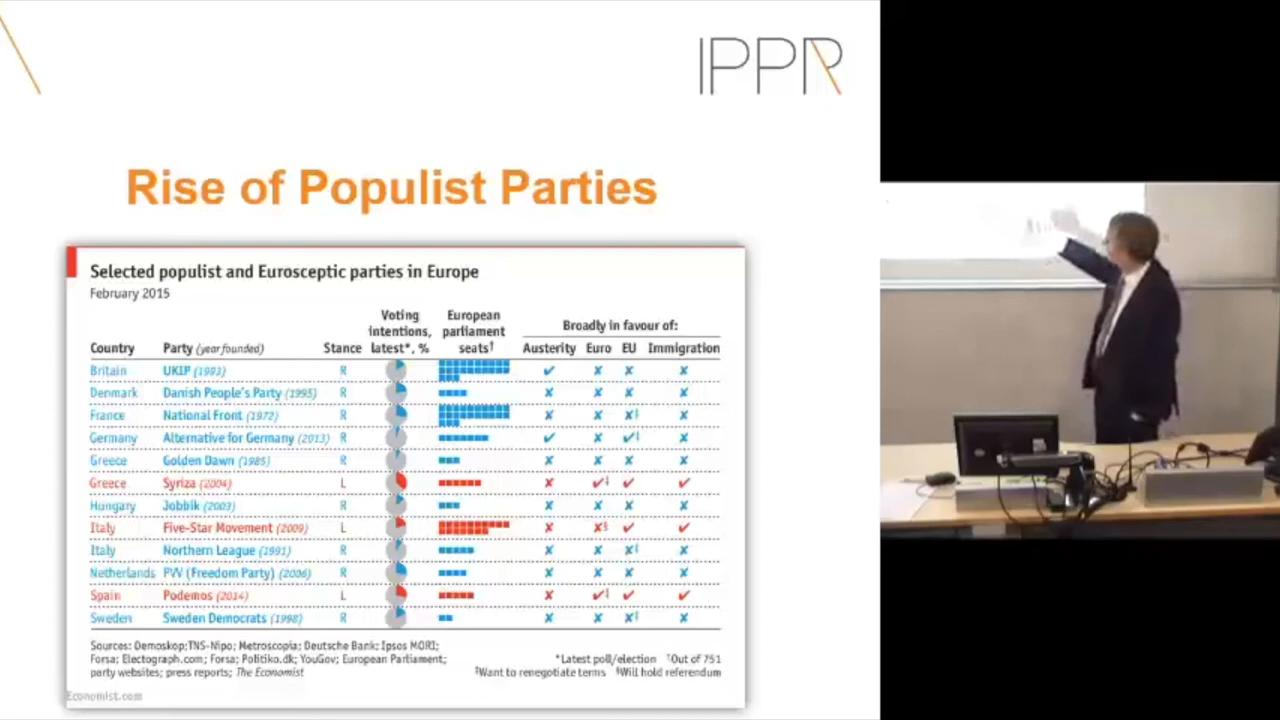 IPPR
Rise of Populist Parties
Selected populist and Eurosceptic parties in Europe
February 2015
Voting intentions, latest*, %
European parliament seats†
Broadly in favour of:
Country Party (year founded) Stance Austerity Euro EU Immigration
Britain UKIP (1993) R ✔ ✘ ✘ ✘
Denmark Danish People's Party (1995) R ✘ ✘ ✘ ✘
France National Front (1972) R ✘ ✘ ✘‡ ✘
Germany Alternative for Germany (2013) R ✔ ✘ ✔‡ ✘
Greece Golden Dawn (1985) R ✘ ✘ ✘ ✘
Greece Syriza (2004) L ✘ ✔‡ ✔ ✔
Hungary Jobbik (2003) R ✘ ✘ ✘ ✘
Italy Five-Star Movement (2009) L ✘ ✘§ ✔ ✔
Italy Northern League (1991) R ✘ ✘ ✘‡ ✘
Netherlands PVV (Freedom Party) (2006) R ✘ ✘ ✘ ✘
Spain Podemos (2014) L ✘ ✔‡ ✔ ✔
Sweden Sweden Democrats (1998) R ✘ ✘ ✘‡ ✘
Sources: Demoskop; TNS-Nipo; Metroscopia; Deutsche Bank; Ipsos MORI;
Forsa; Electograph.com; Forsa; Politiko.dk; YouGov; European Parliament;
party websites; press reports; The Economist
*Latest poll/election †Out of 751
‡Want to renegotiate terms §Will hold referendum
Economist.com